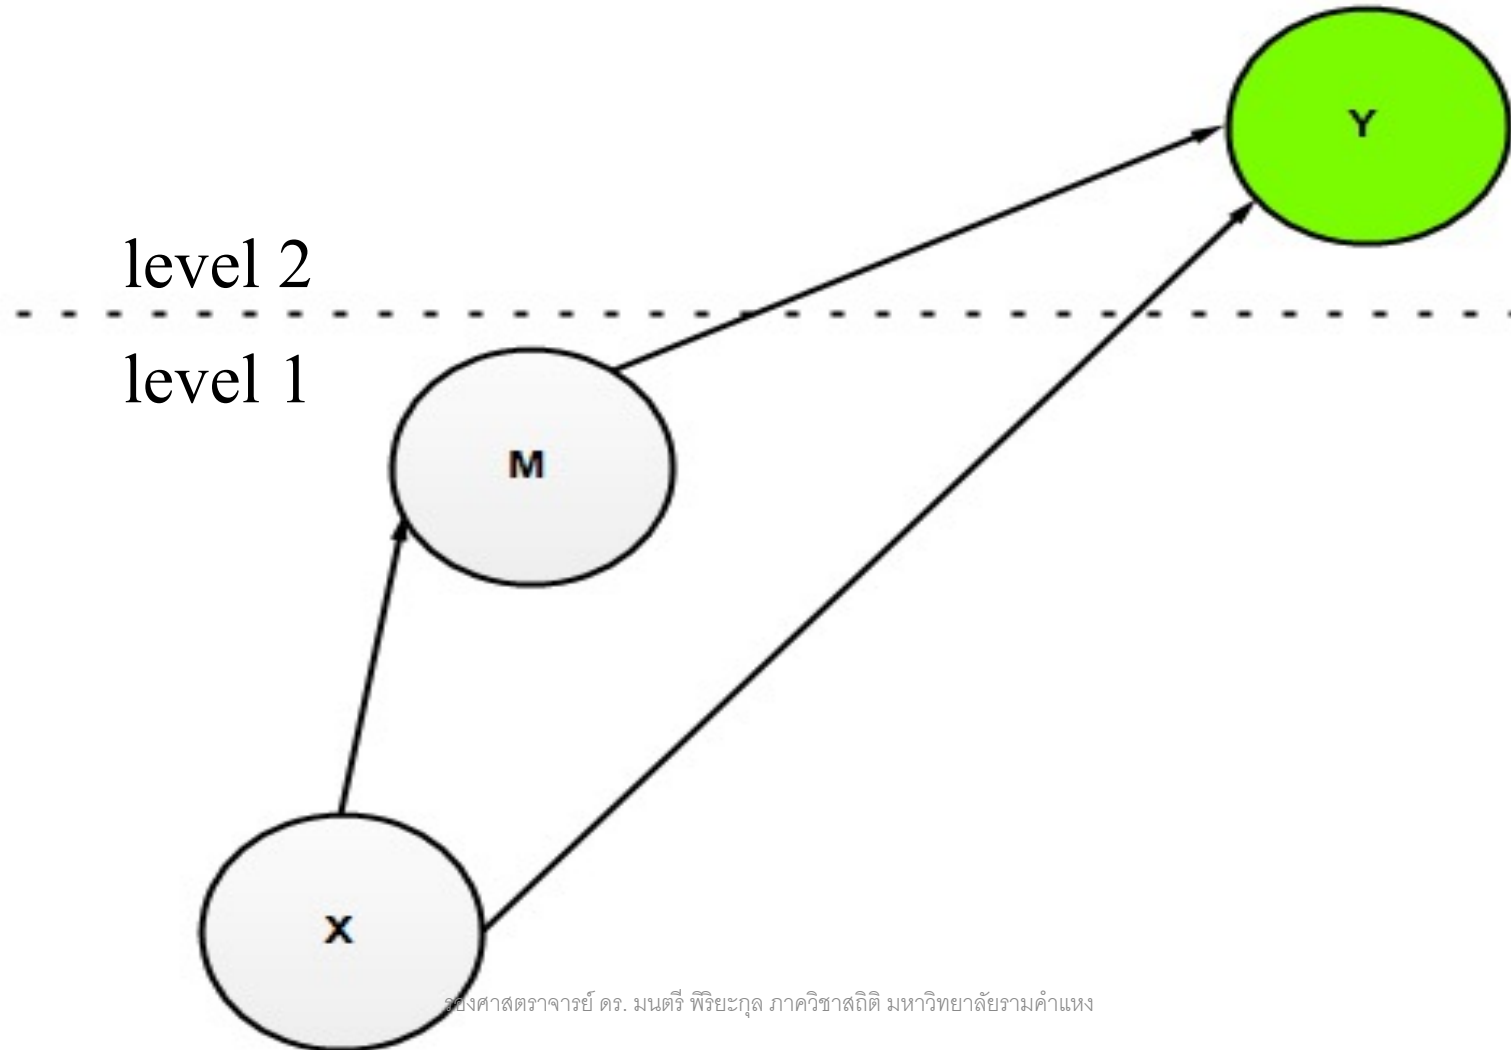 Y
level 2
level 1
M
X
รองศาสตราจารย์ ดร. มนตรี พิริยะกุล ภาควิชาสถิติ มหาวิทยาลัยรามคำแหง